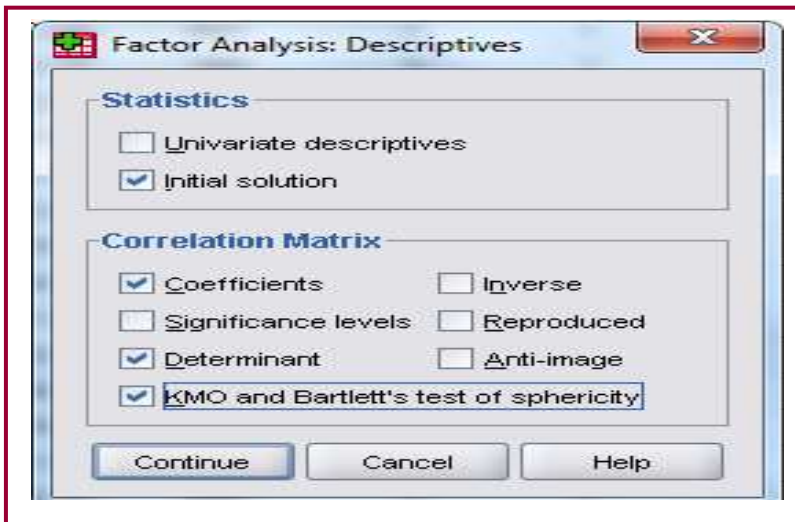 Factor Analysis: Descriptives
Statistics
Univariate descriptives
Initial solution
Correlation Matrix
Coefficients Inverse
Significance levels Reproduced
Determinant Anti-image
KMO and Bartlett's test of sphericity
Continue Cancel Help